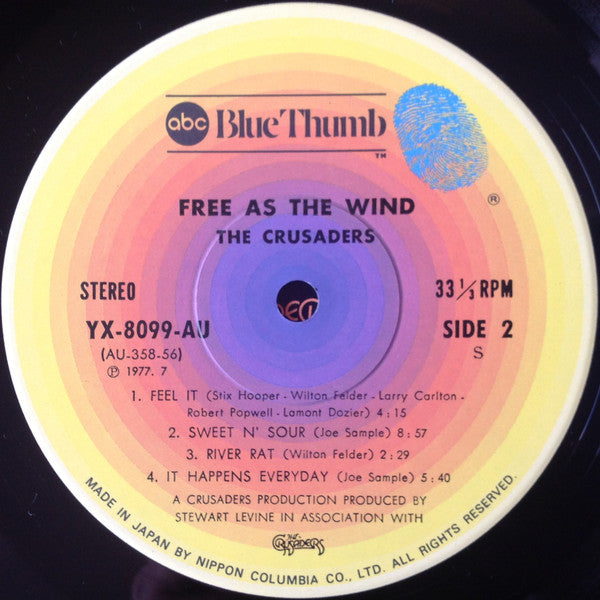 abc Blue Thumb
TM
®
FREE AS THE WIND
THE CRUSADERS
STEREO 33 1/3 RPM
YX-8099-AU SIDE 2
(AU-358-56) S
Ⓟ 1977. 7
1. FEEL IT (Stix Hooper - Wilton Felder - Larry Carlton -
Robert Popwell - Lamont Dozier) 4:15
2. SWEET N' SOUR (Joe Sample) 8:57
3. RIVER RAT (Wilton Felder) 2:29
4. IT HAPPENS EVERYDAY (Joe Sample) 5:40
A CRUSADERS PRODUCTION PRODUCED BY
STEWART LEVINE IN ASSOCIATION WITH
THE CRUSADERS
MADE IN JAPAN BY NIPPON COLUMBIA CO., LTD. ALL RIGHTS RESERVED.